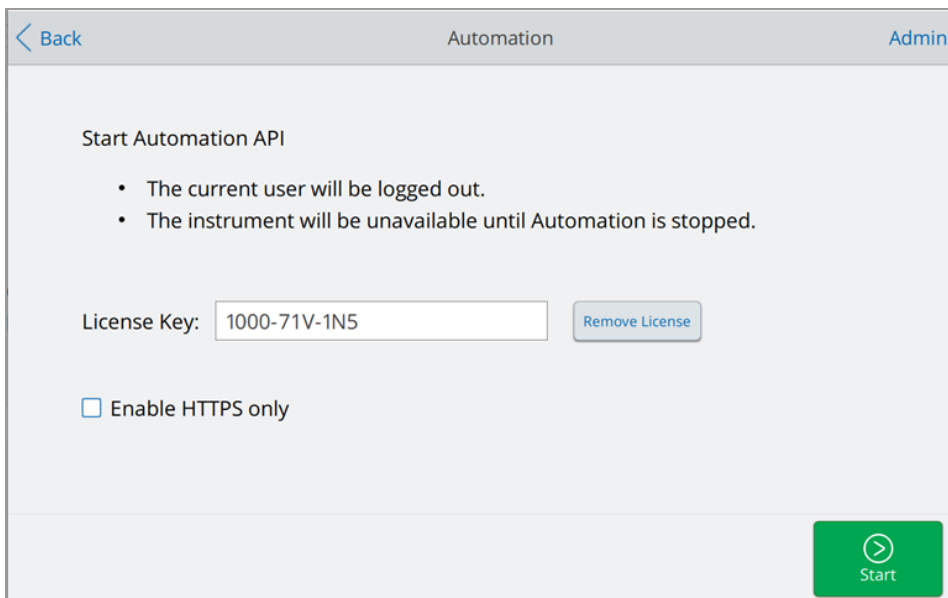 Back
Automation
Admin
Start Automation API
• The current user will be logged out.
• The instrument will be unavailable until Automation is stopped.
License Key:
1000-71V-1N5
Remove License
Enable HTTPS only
Start